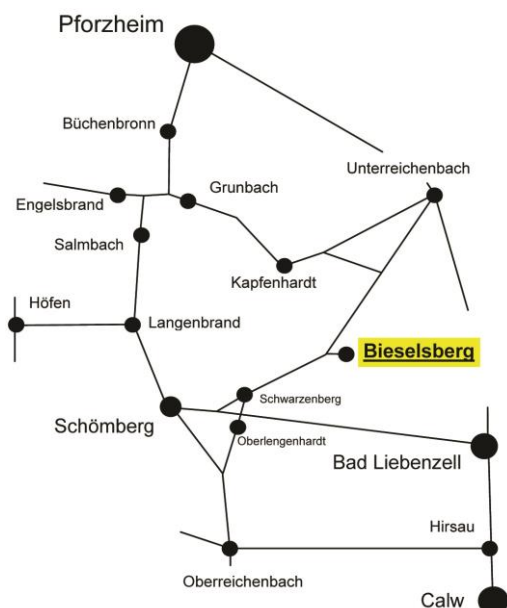 Pforzheim
Büchenbronn
Unterreichenbach
Grunbach
Engelsbrand
Salmbach
Kapfenhardt
Höfen
Langenbrand
Bieselsberg
Schwarzenberg
Schömberg
Oberlengenhardt
Bad Liebenzell
Hirsau
Oberreichenbach
Calw